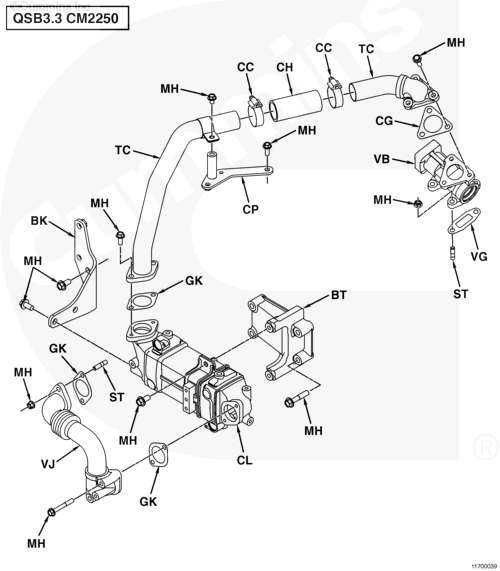 ©Cummins Inc.
QSB3.3 CM2250
CC
CH
CC
TC
MH
MH
MH
TC
CG
VB
MH
CP
MH
BK
MH
GK
BT
ST
VG
GK
MH
ST
MH
MH
VJ
CL
GK
MH
cummins
®
11700039